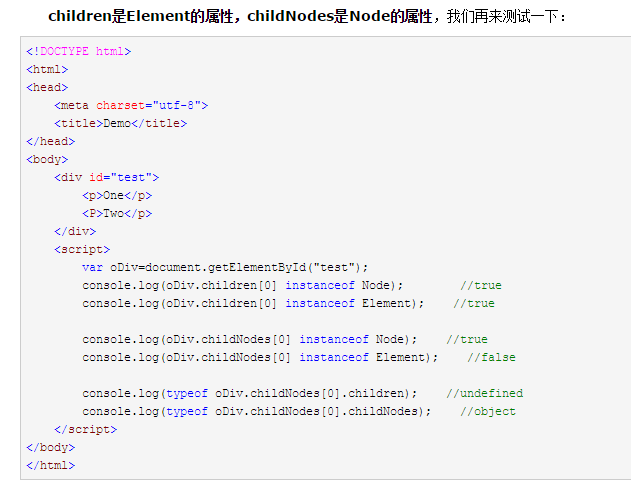 children是Element的属性，childNodes是Node的属性，我们再来测试一下：
<!DOCTYPE html>
<html>
<head>
    <meta charset="utf-8">
    <title>Demo</title>
</head>
<body>
    <div id="test">
        <p>One</p>
        <P>Two</p>
    </div>
    <script>
        var oDiv=document.getElementById("test");
        console.log(oDiv.children[0] instanceof Node);        //true
        console.log(oDiv.children[0] instanceof Element);    //true

        console.log(oDiv.childNodes[0] instanceof Node);    //true
        console.log(oDiv.childNodes[0] instanceof Element);    //false

        console.log(typeof oDiv.childNodes[0].children);    //undefined
        console.log(typeof oDiv.childNodes[0].childNodes);    //object
    </script>
</body>
</html>